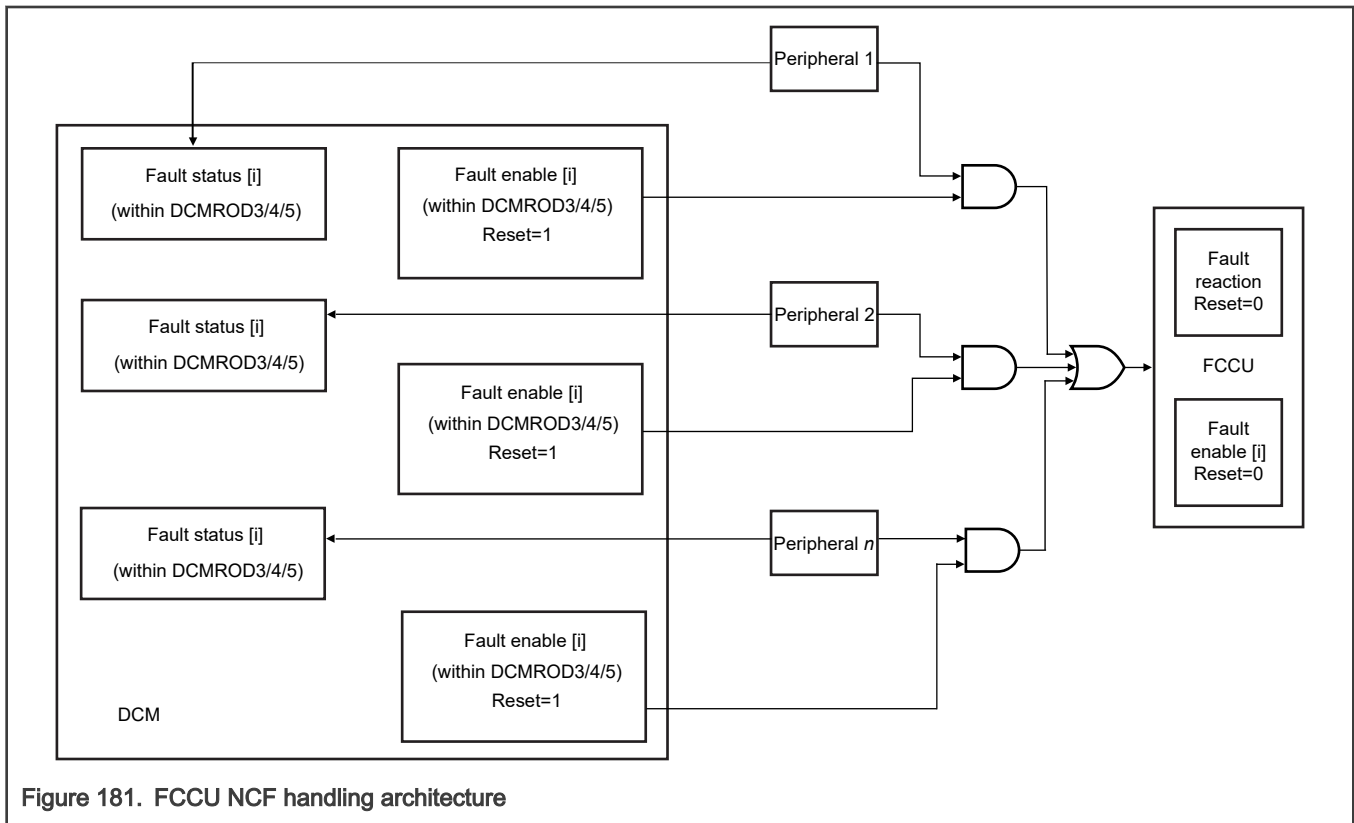 Peripheral 1
Fault status [i]
(within DCMROD3/4/5)
Fault enable [i]
(within DCMROD3/4/5)
Reset=1
Fault status [i]
(within DCMROD3/4/5)
Peripheral 2
Fault enable [i]
(within DCMROD3/4/5)
Reset=1
Fault
reaction
Reset=0
FCCU
Fault
enable [i]
Reset=0
Fault status [i]
(within DCMROD3/4/5)
Peripheral n
Fault enable [i]
(within DCMROD3/4/5)
Reset=1
DCM
Figure 181. FCCU NCF handling architecture